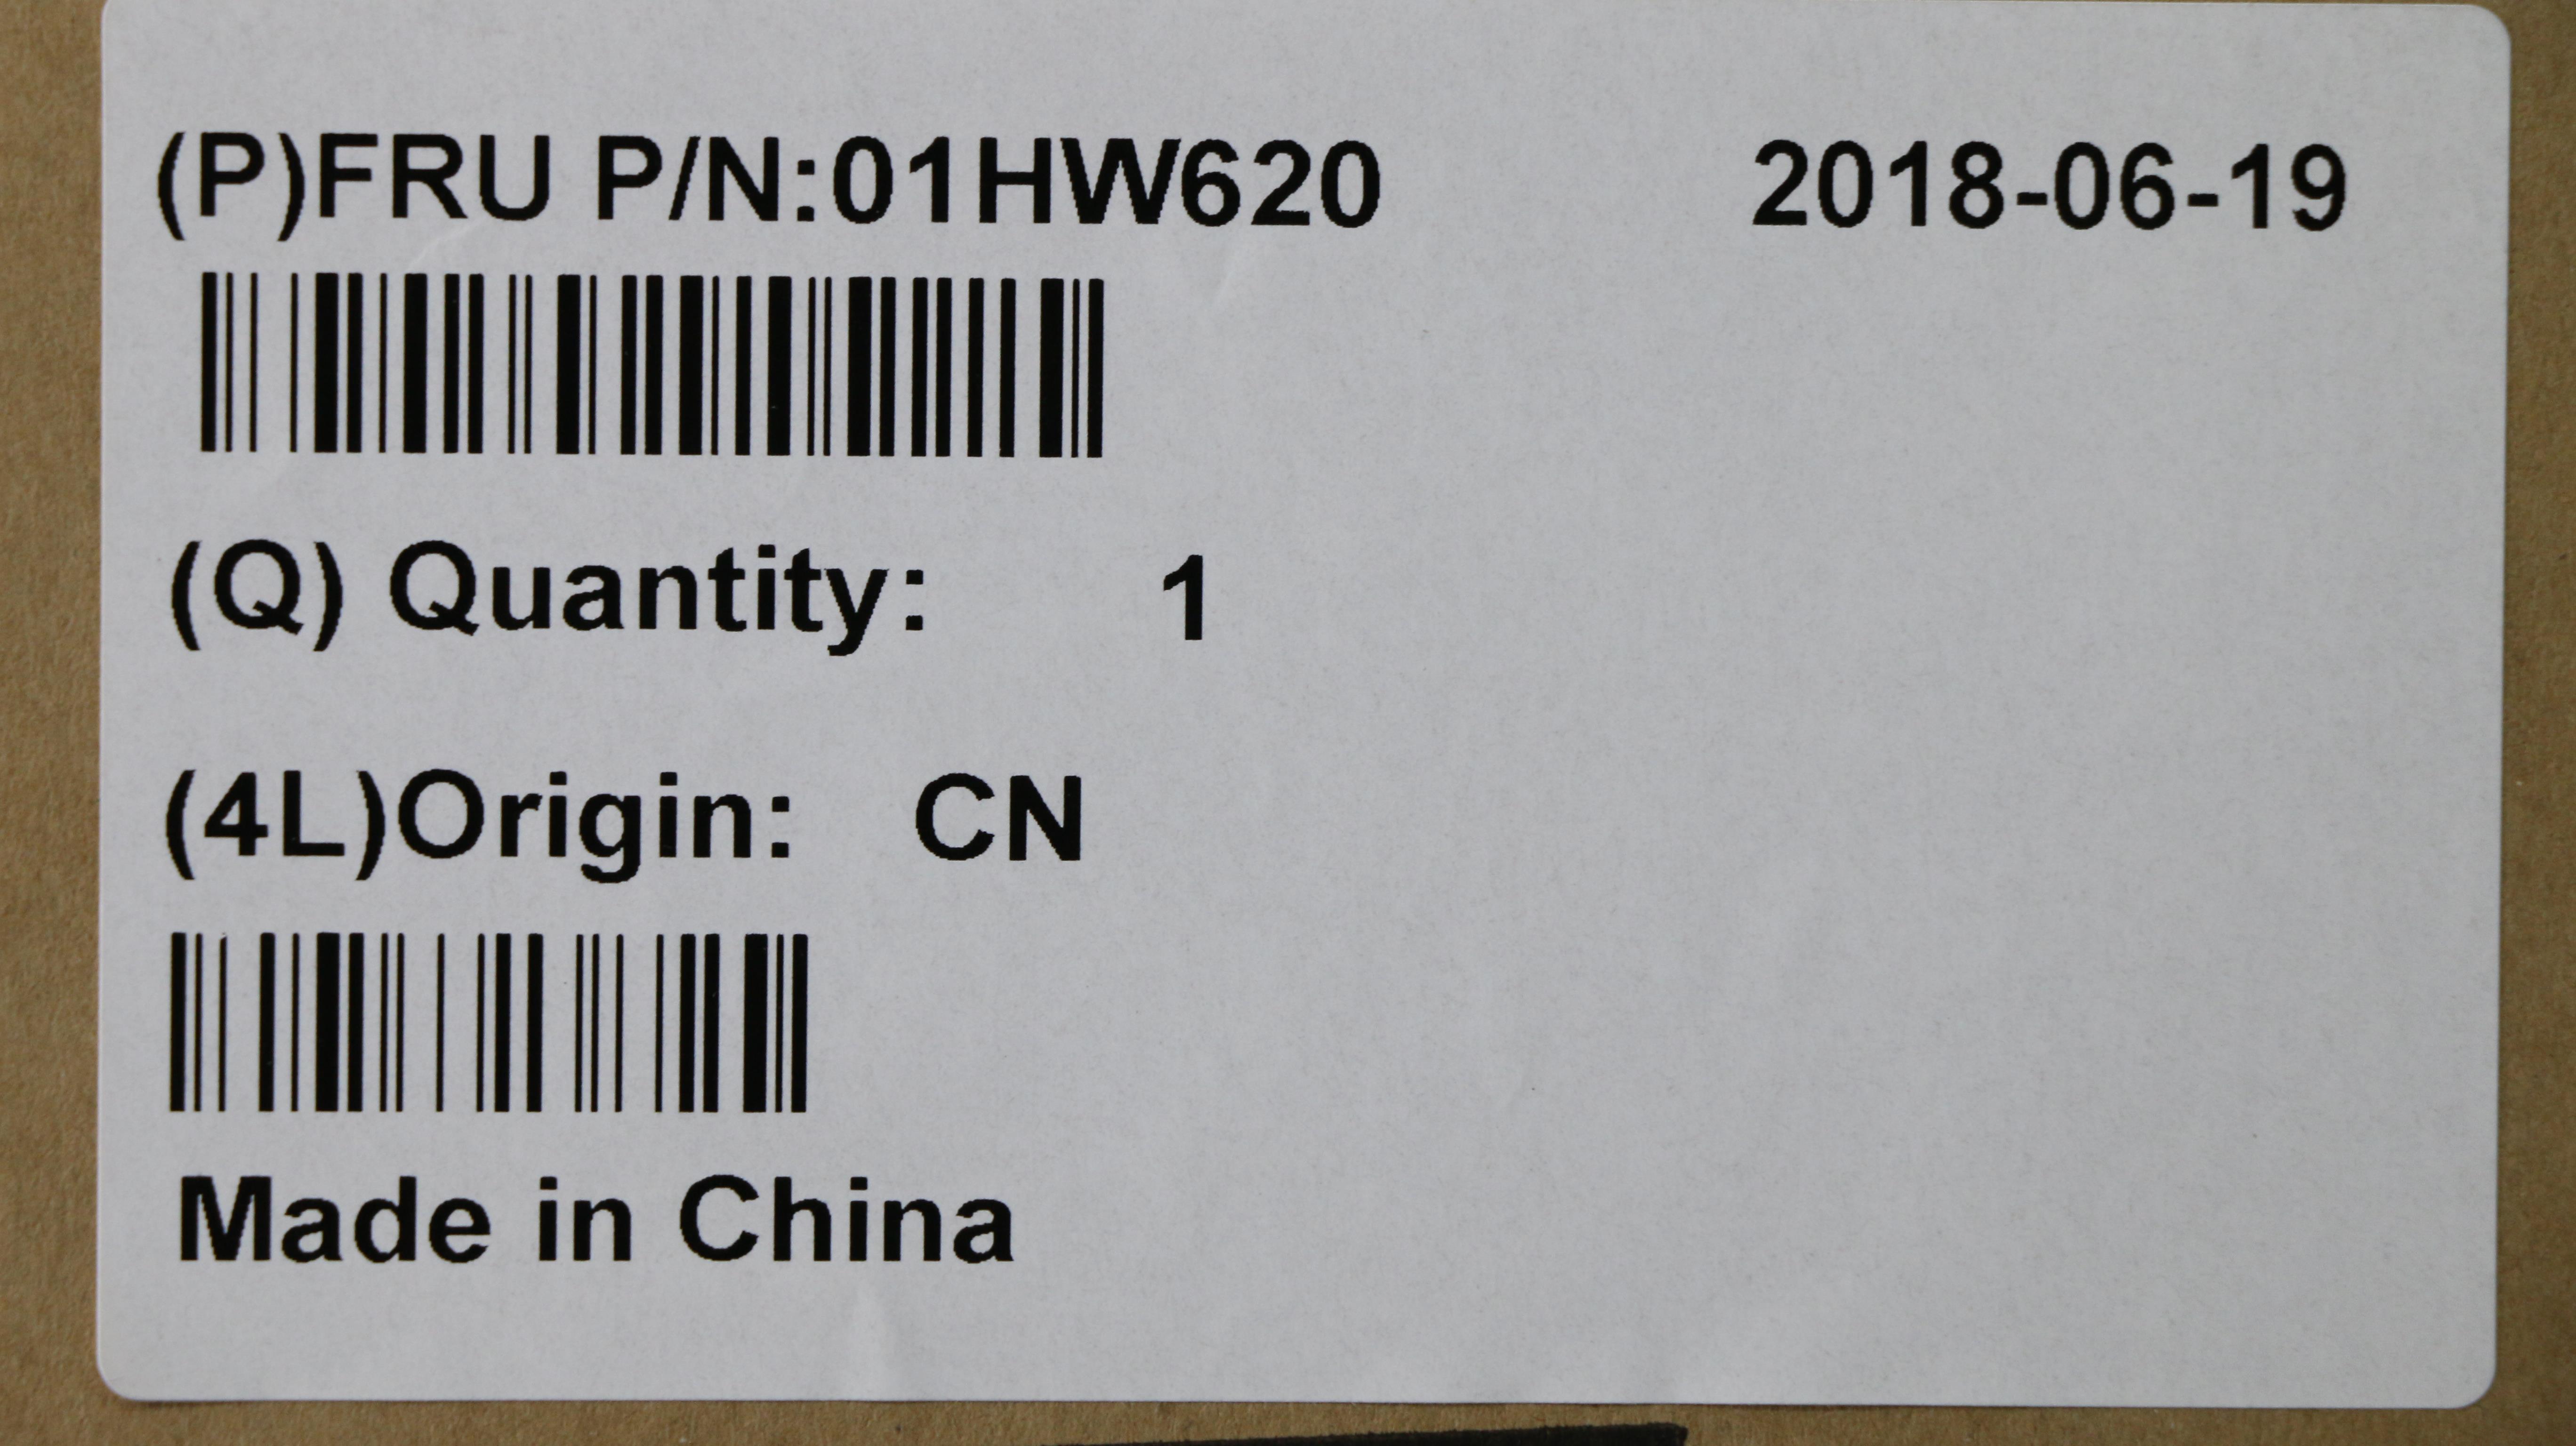 (P)FRU P/N:01HW620 2018-06-19
(Q) Quantity: 1
(4L)Origin: CN
Made in China